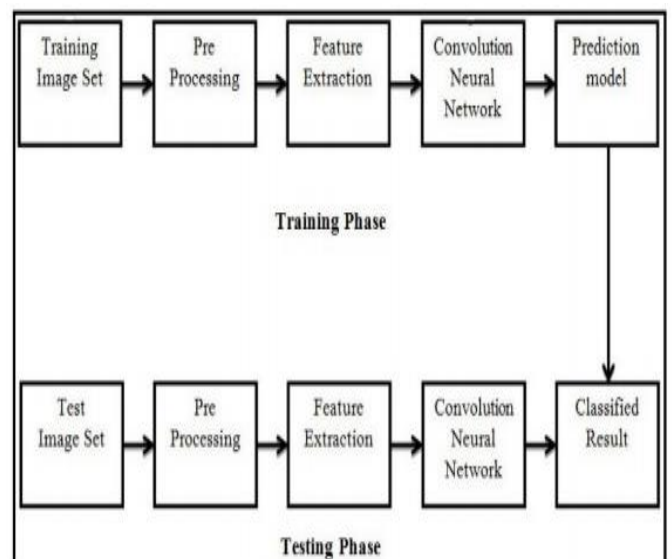 Training
Image Set
Pre
Processing
Feature
Extraction
Convolution
Neural
Network
Prediction
model
Training Phase
Test
Image Set
Pre
Processing
Feature
Extraction
Convolution
Neural
Network
Classified
Result
Testing Phase